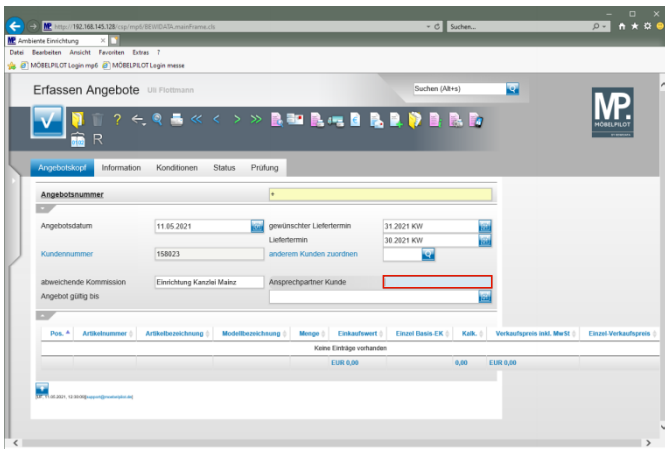 http://192.168.145.128/csp/mp6/BEWIDATA.mainFrame.cls
Suchen...
Ambiente Einrichtung
Datei Bearbeiten Ansicht Favoriten Extras ?
MÖBELPILOT Login mp6 MÖBELPILOT Login messe
Erfassen Angebote Uli Flottmann
Suchen (Alt+s)
MP.
MÖBELPILOT
R
Angebotskopf Information Konditionen Status Prüfung
Angebotsnummer +
Angebotsdatum 11.05.2021 gewünschter Liefertermin 31.2021 KW
Liefertermin 30.2021 KW
Kundennummer 158023 anderem Kunden zuordnen
abweichende Kommission Einrichtung Kanzlei Mainz Ansprechpartner Kunde
Angebot gültig bis
Pos. Artikelnummer Artikelbezeichnung Modellbezeichnung Menge Einkaufswert Einzel Basis-EK Kalk. Verkaufspreis inkl. MwSt Einzel-Verkaufspreis
Keine Einträge vorhanden
EUR 0,00 0,00 EUR 0,00